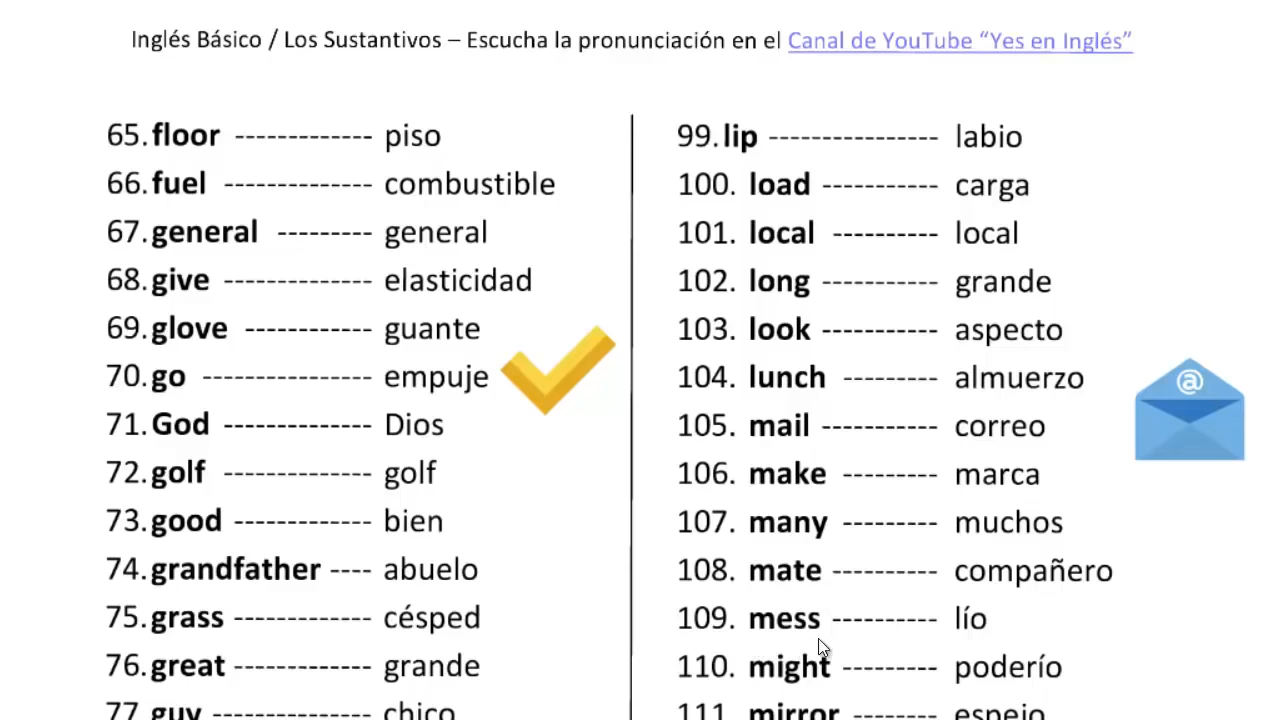 Inglés Básico / Los Sustantivos – Escucha la pronunciación en el Canal de YouTube “Yes en Inglés”
65. floor ------------- piso
66. fuel -------------- combustible
67. general --------- general
68. give -------------- elasticidad
69. glove ------------ guante
70. go ---------------- empuje
71. God -------------- Dios
72. golf -------------- golf
73. good ------------- bien
74. grandfather ---- abuelo
75. grass ------------- césped
76. great ------------- grande
77. guy --------------- chico
99. lip ---------------- labio
100. load ----------- carga
101. local ---------- local
102. long ----------- grande
103. look ----------- aspecto
104. lunch --------- almuerzo
105. mail ----------- correo
106. make --------- marca
107. many --------- muchos
108. mate ---------- compañero
109. mess ---------- lío
110. might --------- poderío
111. mirror -------- espejo
@